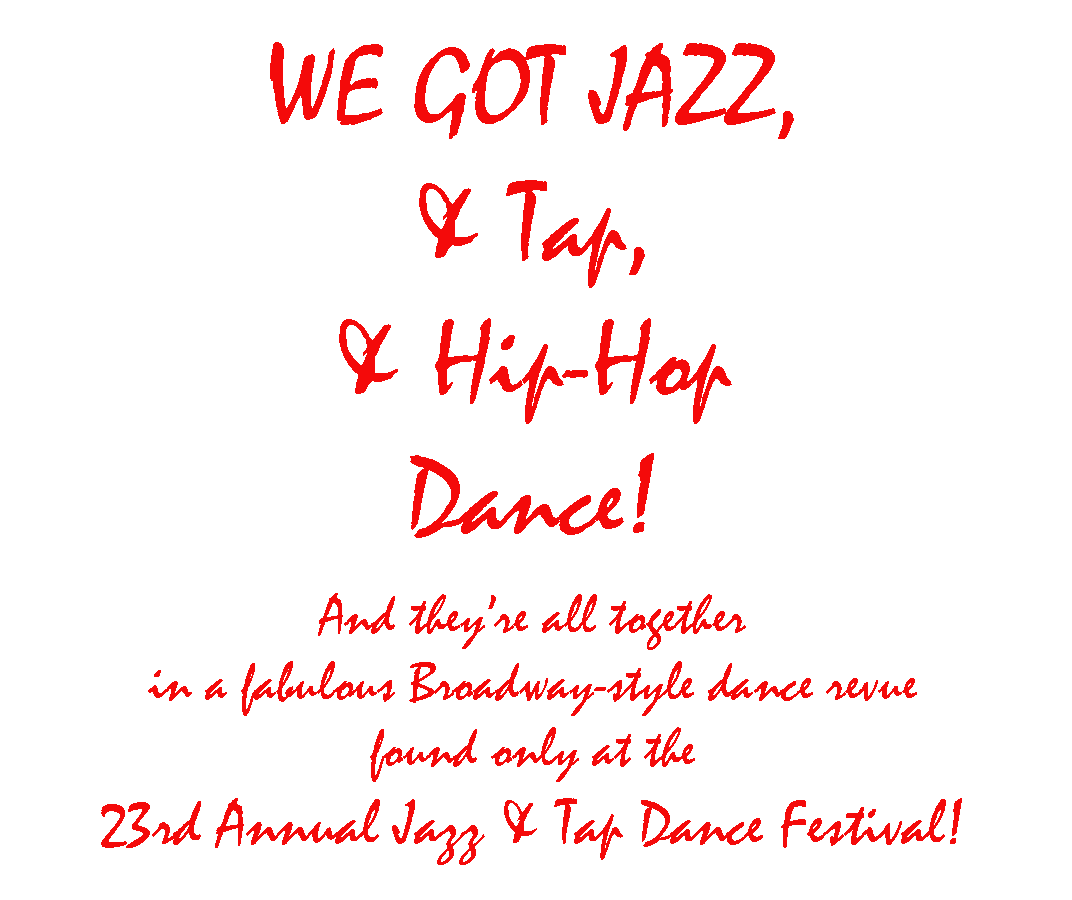 WE GOT JAZZ,
& Tap,
& Hip-Hop
Dance!
And they're all together
in a fabulous Broadway-style dance revue
found only at the
23rd Annual Jazz & Tap Dance Festival!